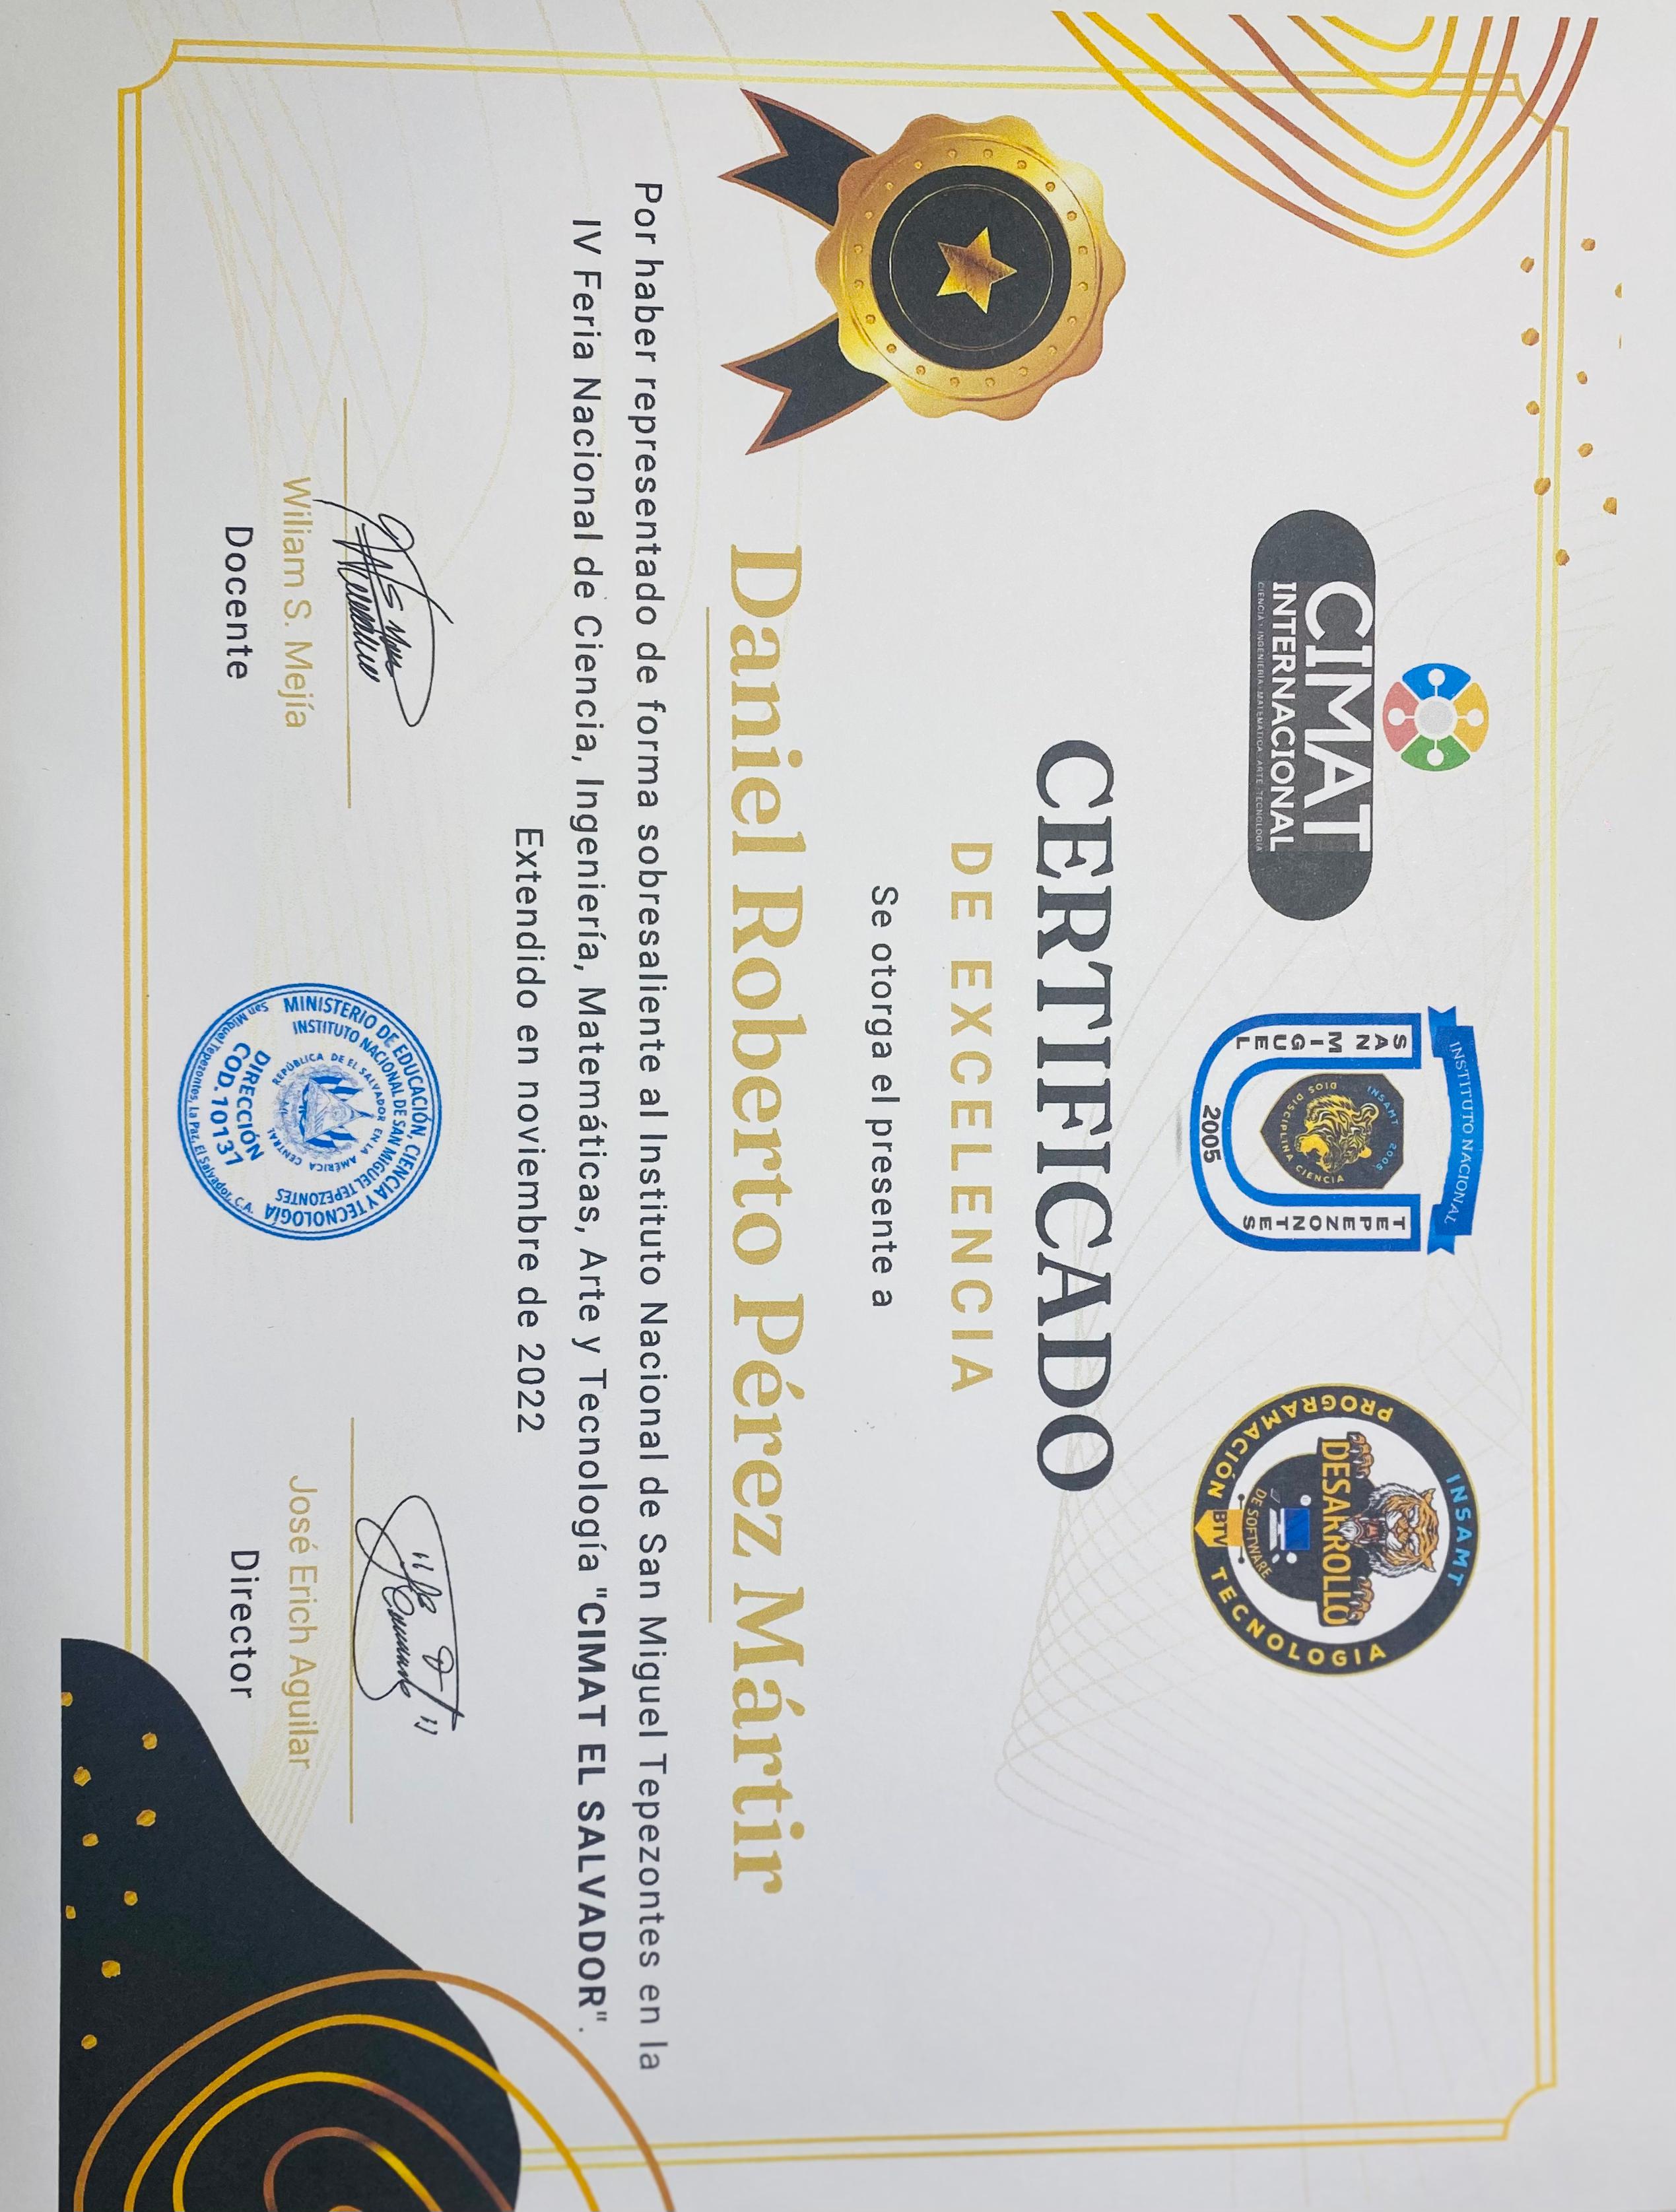 CIMAT
INTERNACIONAL
CIENCIA · INGENIERÍA · MATEMÁTICA · ARTE · TECNOLOGÍA
INSTITUTO NACIONAL
SAN MIGUEL
TEPEZONTES
INSAMT 2005
DIOS DISCIPLINA CIENCIA
2005
INSAMT
PROGRAMACIÓN
TECNOLOGIA
DESARROLLO
DE SOFTWARE
BTV
CERTIFICADO
DE EXCELENCIA
Se otorga el presente a
Daniel Roberto Pérez Mártir
Por haber representado de forma sobresaliente al Instituto Nacional de San Miguel Tepezontes en la
IV Feria Nacional de Ciencia, Ingeniería, Matemáticas, Arte y Tecnología "CIMAT EL SALVADOR".
Extendido en noviembre de 2022
Wiliam S. Mejía
Docente
MINISTERIO DE EDUCACIÓN, CIENCIA Y TECNOLOGÍA
INSTITUTO NACIONAL DE SAN MIGUEL TEPEZONTES
REPÚBLICA DE EL SALVADOR EN LA AMÉRICA CENTRAL
DIRECCIÓN
COD. 10137
San Miguel Tepezontes, La Paz, El Salvador, C.A.
José Erich Aguilar
Director